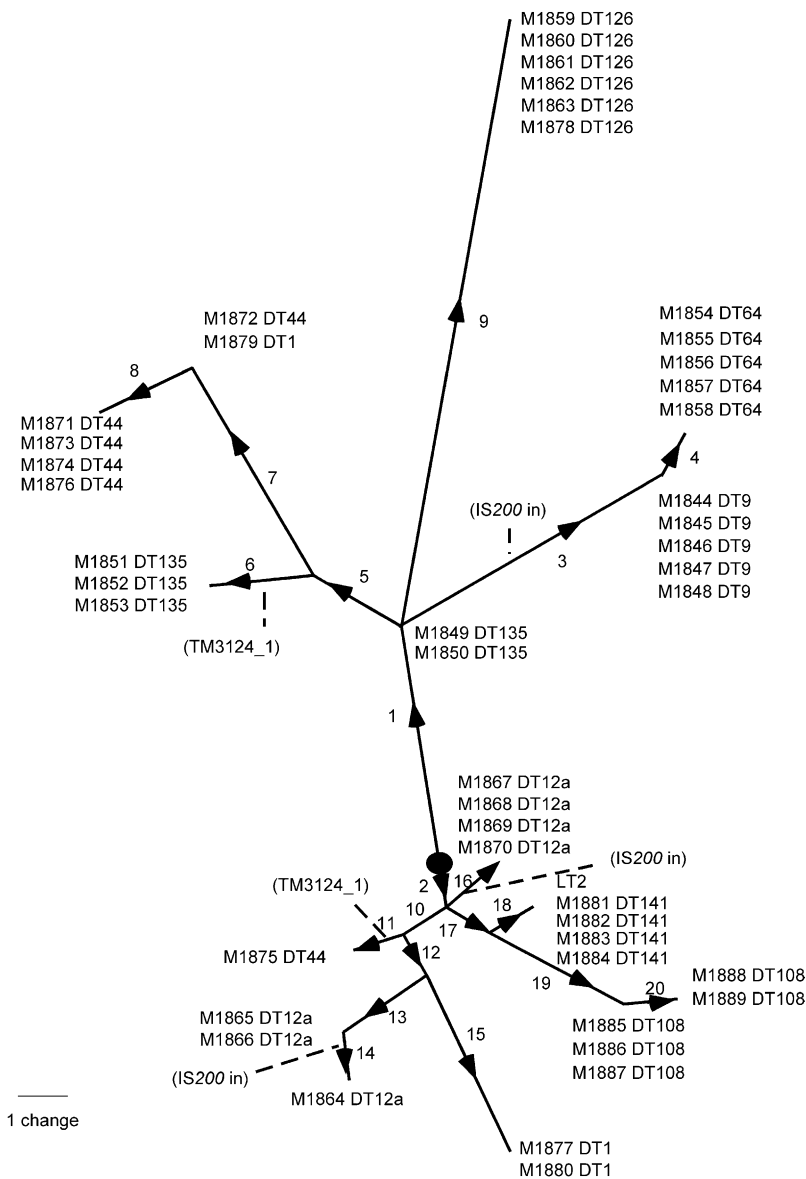 M1859 DT126
M1860 DT126
M1861 DT126
M1862 DT126
M1863 DT126
M1878 DT126
9
M1872 DT44
M1879 DT1
8
M1871 DT44
M1873 DT44
M1874 DT44
M1876 DT44
7
M1854 DT64
M1855 DT64
M1856 DT64
M1857 DT64
M1858 DT64
4
(IS200 in)
3
M1844 DT9
M1845 DT9
M1846 DT9
M1847 DT9
M1848 DT9
M1851 DT135
M1852 DT135
M1853 DT135
6
5
(TM3124_1)
M1849 DT135
M1850 DT135
1
M1867 DT12a
M1868 DT12a
M1869 DT12a
M1870 DT12a
(IS200 in)
2
16
LT2
M1881 DT141
M1882 DT141
M1883 DT141
M1884 DT141
18
17
(TM3124_1)
10
11
M1875 DT44
12
19
20
M1888 DT108
M1889 DT108
M1885 DT108
M1886 DT108
M1887 DT108
13
M1865 DT12a
M1866 DT12a
14
15
(IS200 in)
M1864 DT12a
1 change
M1877 DT1
M1880 DT1